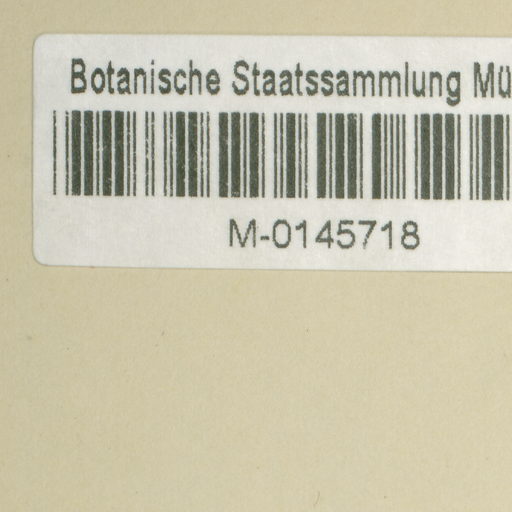 Botanische Staatssammlung Mü
M-0145718